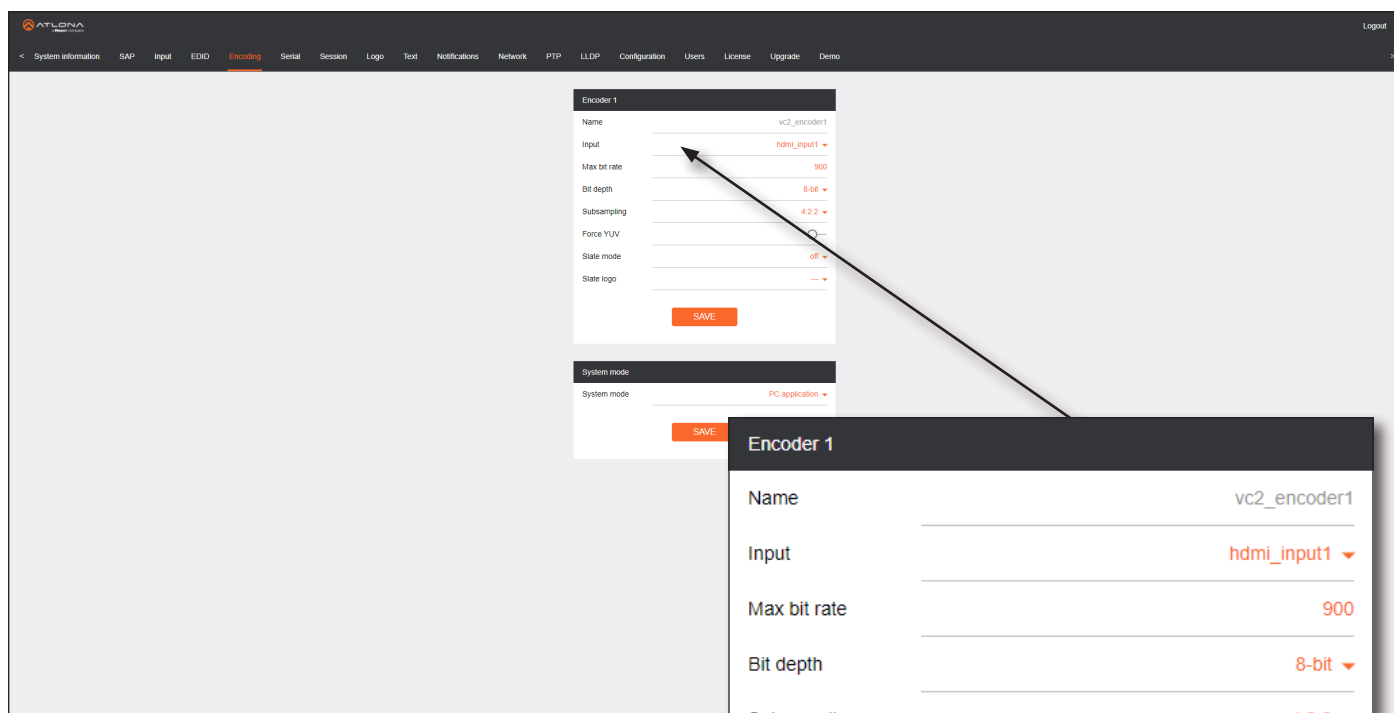 ATLONA
Logout
< System information SAP Input EDID Encoding Serial Session Logo Text Notifications Network PTP LLDP Configuration Users License Upgrade Demo >
Encoder 1
Name vc2_encoder1
Input hdmi_input1
Max bit rate 900
Bit depth 8-bit
Subsampling 4:2:2
Force YUV
Slate mode off
Slate logo ---
SAVE
System mode
System mode PC application
SAVE
Encoder 1
Name vc2_encoder1
Input hdmi_input1
Max bit rate 900
Bit depth 8-bit